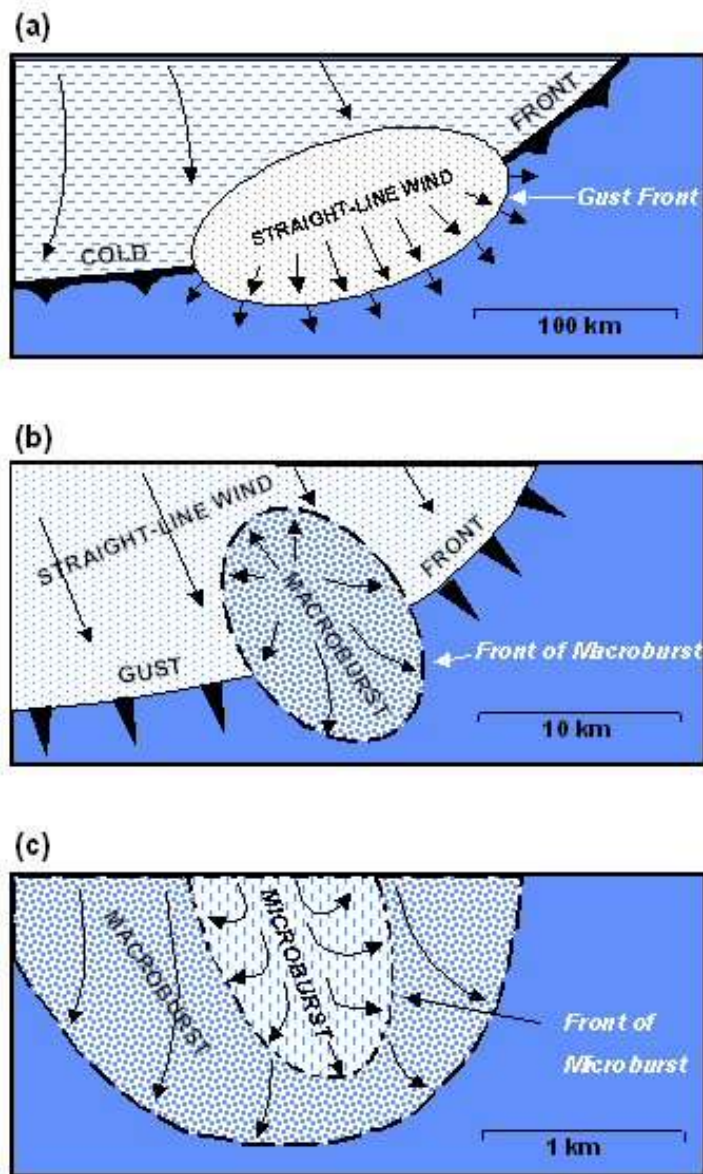 (a)
FRONT
STRAIGHT-LINE WIND
Gust Front
COLD
100 km
(b)
STRAIGHT-LINE WIND
FRONT
MACROBURST
Front of Macroburst
GUST
10 km
(c)
MACROBURST
MICROBURST
Front of
Microburst
1 km